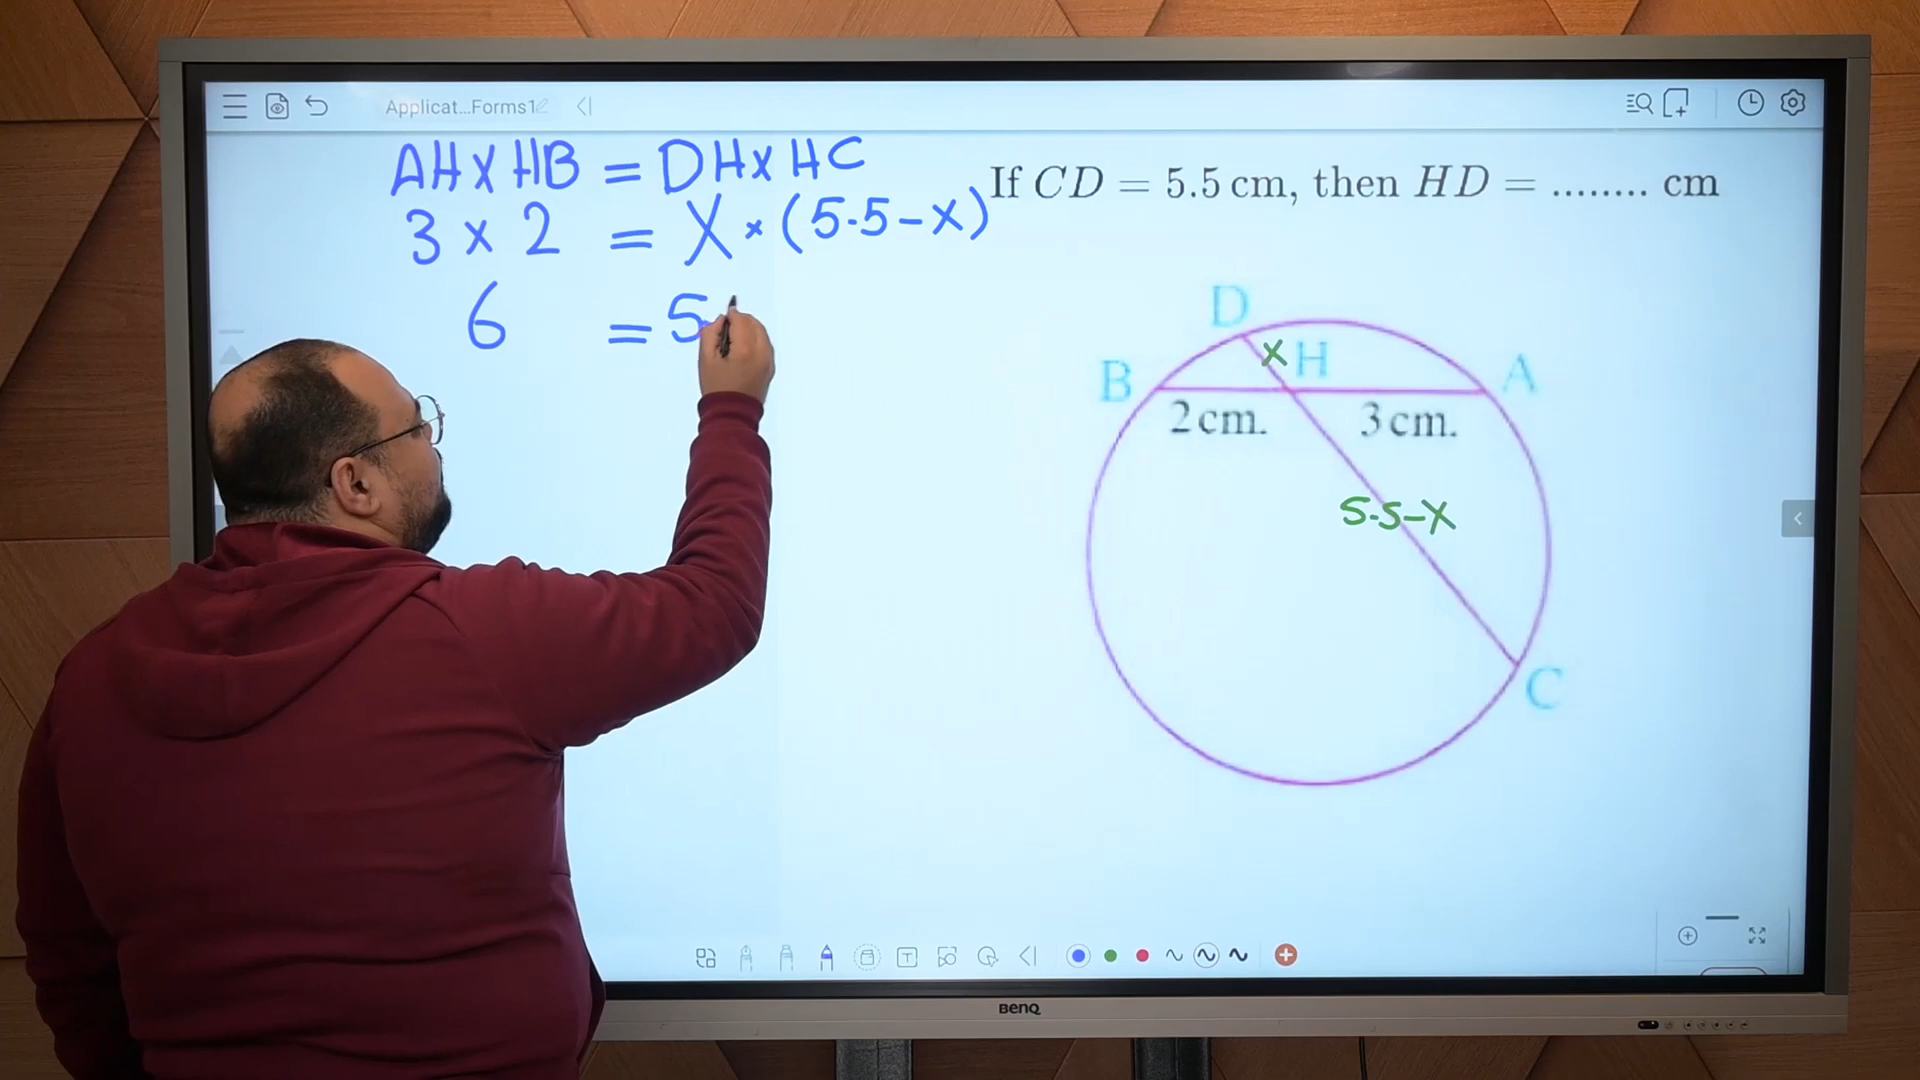 Applicat...Forms1
AH x HB = DH x HC
3 x 2 = X x (5.5 - x)
6 = 5.
If CD = 5.5 cm, then HD = ........ cm
D
x
H
B
A
2 cm.
3 cm.
5.5-X
C
BenQ